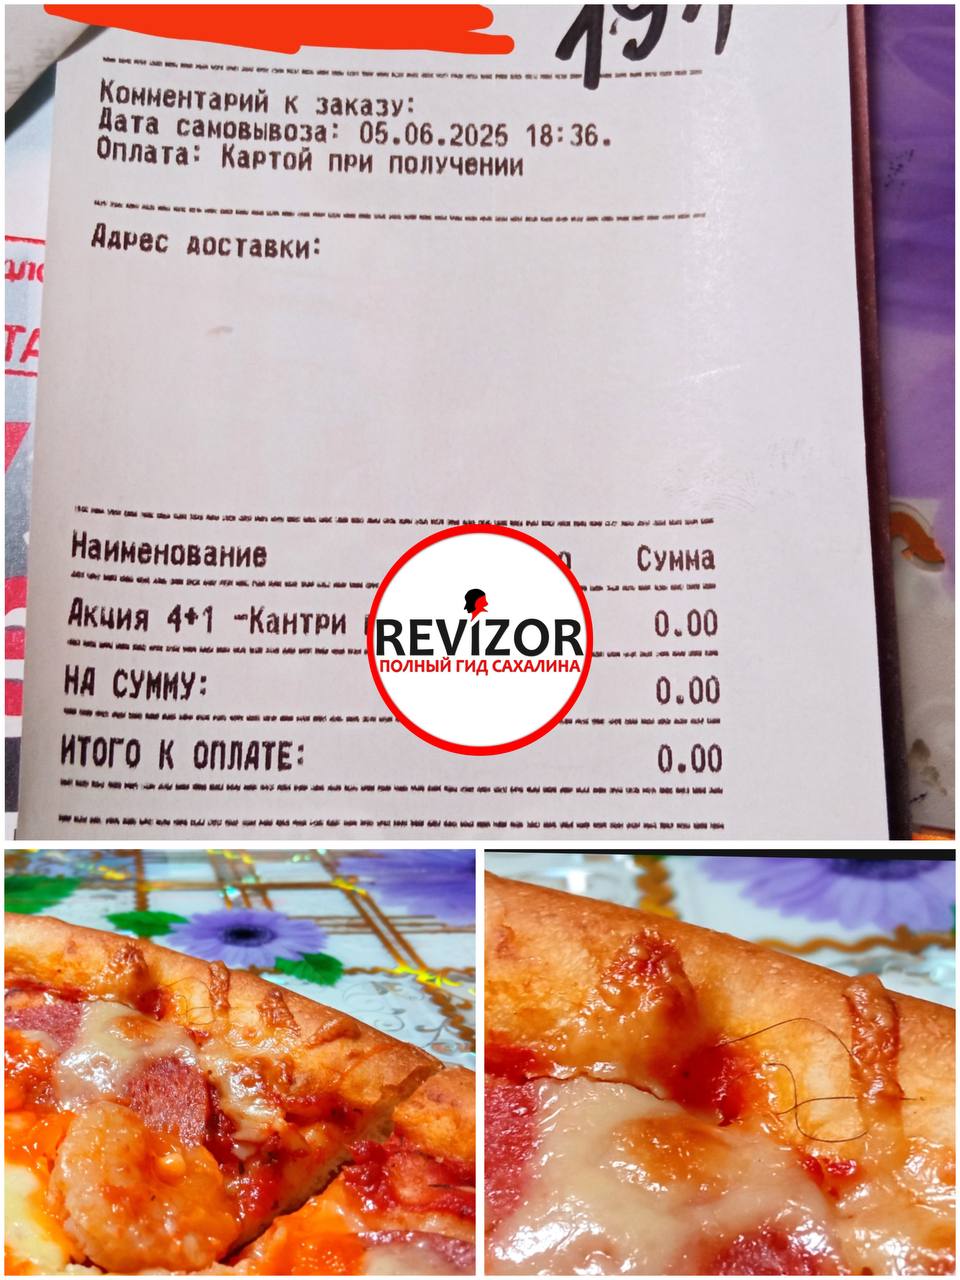 191
Комментарий к заказу:
Дата самовывоза: 05.06.2025 18:36.
Оплата: Картой при получении
Адрес доставки:
Наименование Сумма
Акция 4+1 -Кантри 0.00
НА СУММУ: 0.00
ИТОГО К ОПЛАТЕ: 0.00
REVIZOR
ПОЛНЫЙ ГИД САХАЛИНА